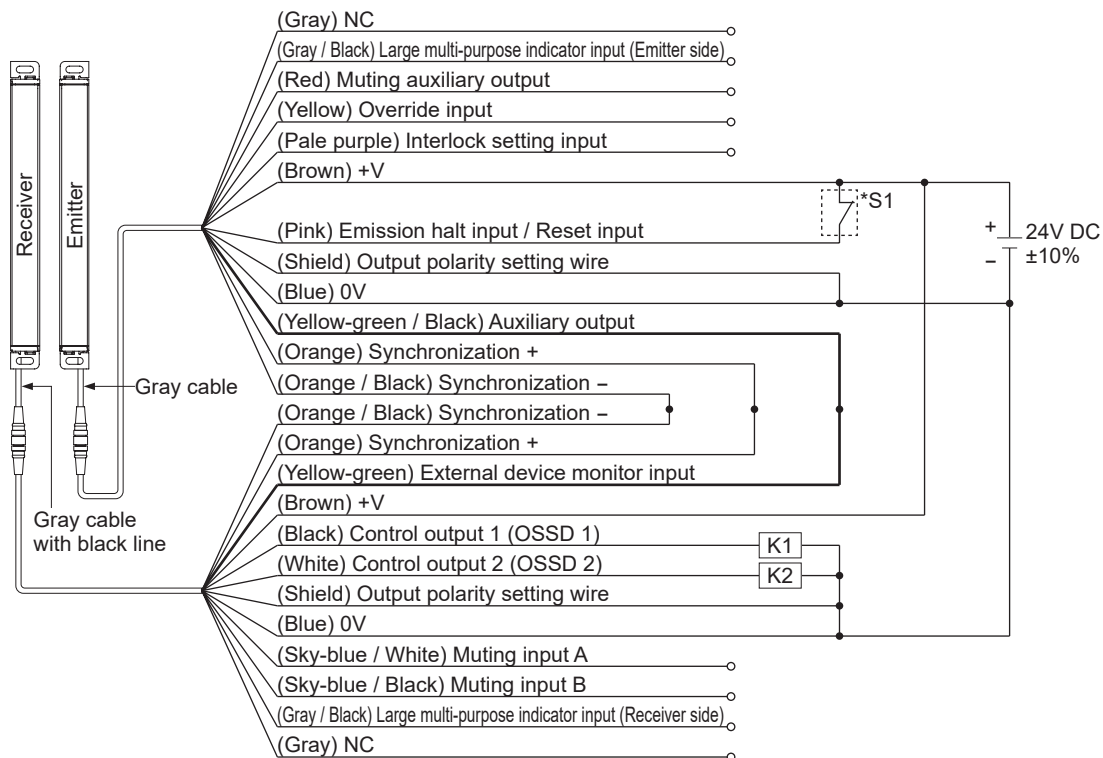 (Gray) NC
(Gray / Black) Large multi-purpose indicator input (Emitter side)
(Red) Muting auxiliary output
(Yellow) Override input
(Pale purple) Interlock setting input
(Brown) +V
*S1
(Pink) Emission halt input / Reset input
+
24V DC
−
±10%
(Shield) Output polarity setting wire
(Blue) 0V
(Yellow-green / Black) Auxiliary output
(Orange) Synchronization +
(Orange / Black) Synchronization −
(Orange / Black) Synchronization −
(Orange) Synchronization +
(Yellow-green) External device monitor input
(Brown) +V
(Black) Control output 1 (OSSD 1)
K1
(White) Control output 2 (OSSD 2)
K2
(Shield) Output polarity setting wire
(Blue) 0V
(Sky-blue / White) Muting input A
(Sky-blue / Black) Muting input B
(Gray / Black) Large multi-purpose indicator input (Receiver side)
(Gray) NC
Receiver
Emitter
Gray cable
Gray cable
with black line